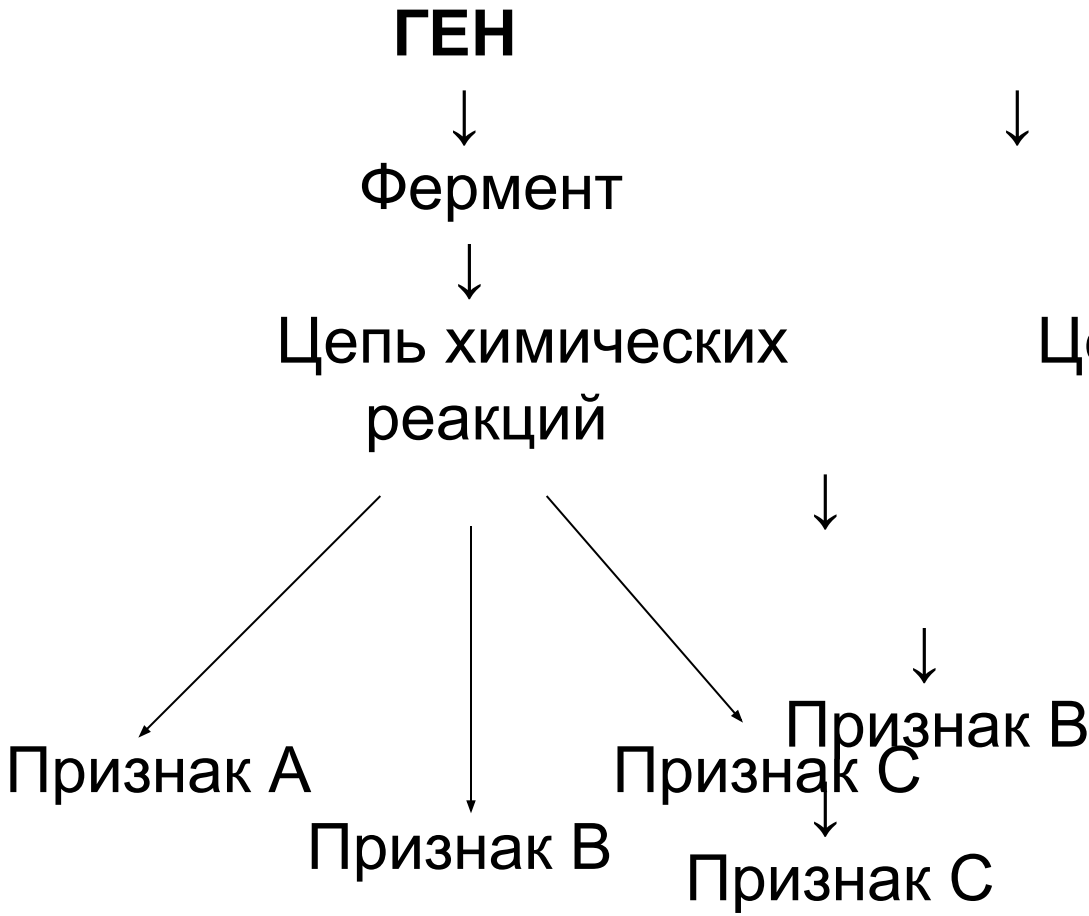 ГЕН
↓ ↓
Фермент
↓
Цепь химических
реакций
↓
↓
Признак В
Признак А
Признак С
↓
Признак В
Признак С